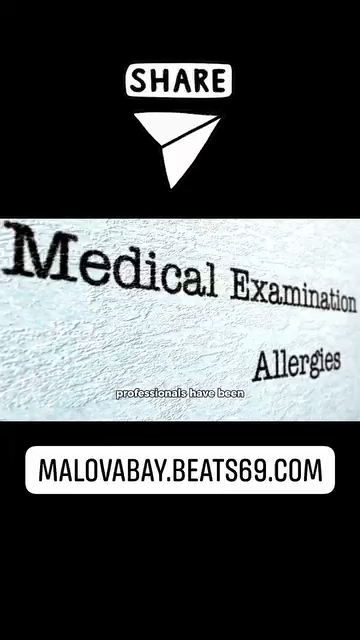 SHARE
Medical Examination
Allergies
professionals have been
MALOVABAY.BEATS69.COM